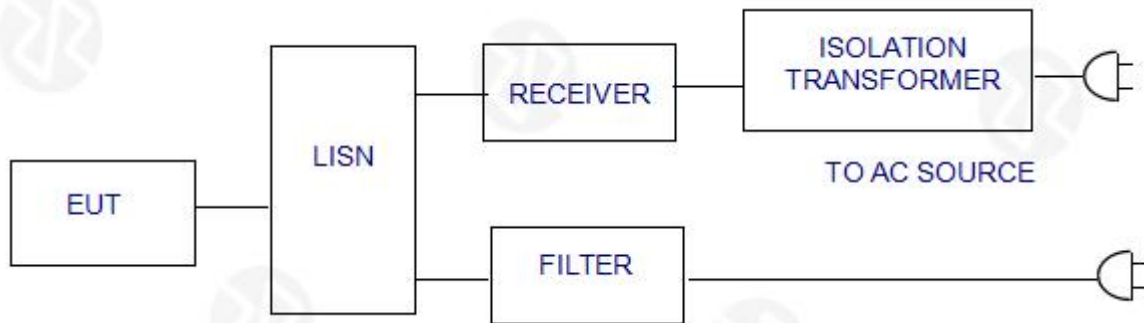 ISOLATION
TRANSFORMER
RECEIVER
LISN
TO AC SOURCE
EUT
FILTER